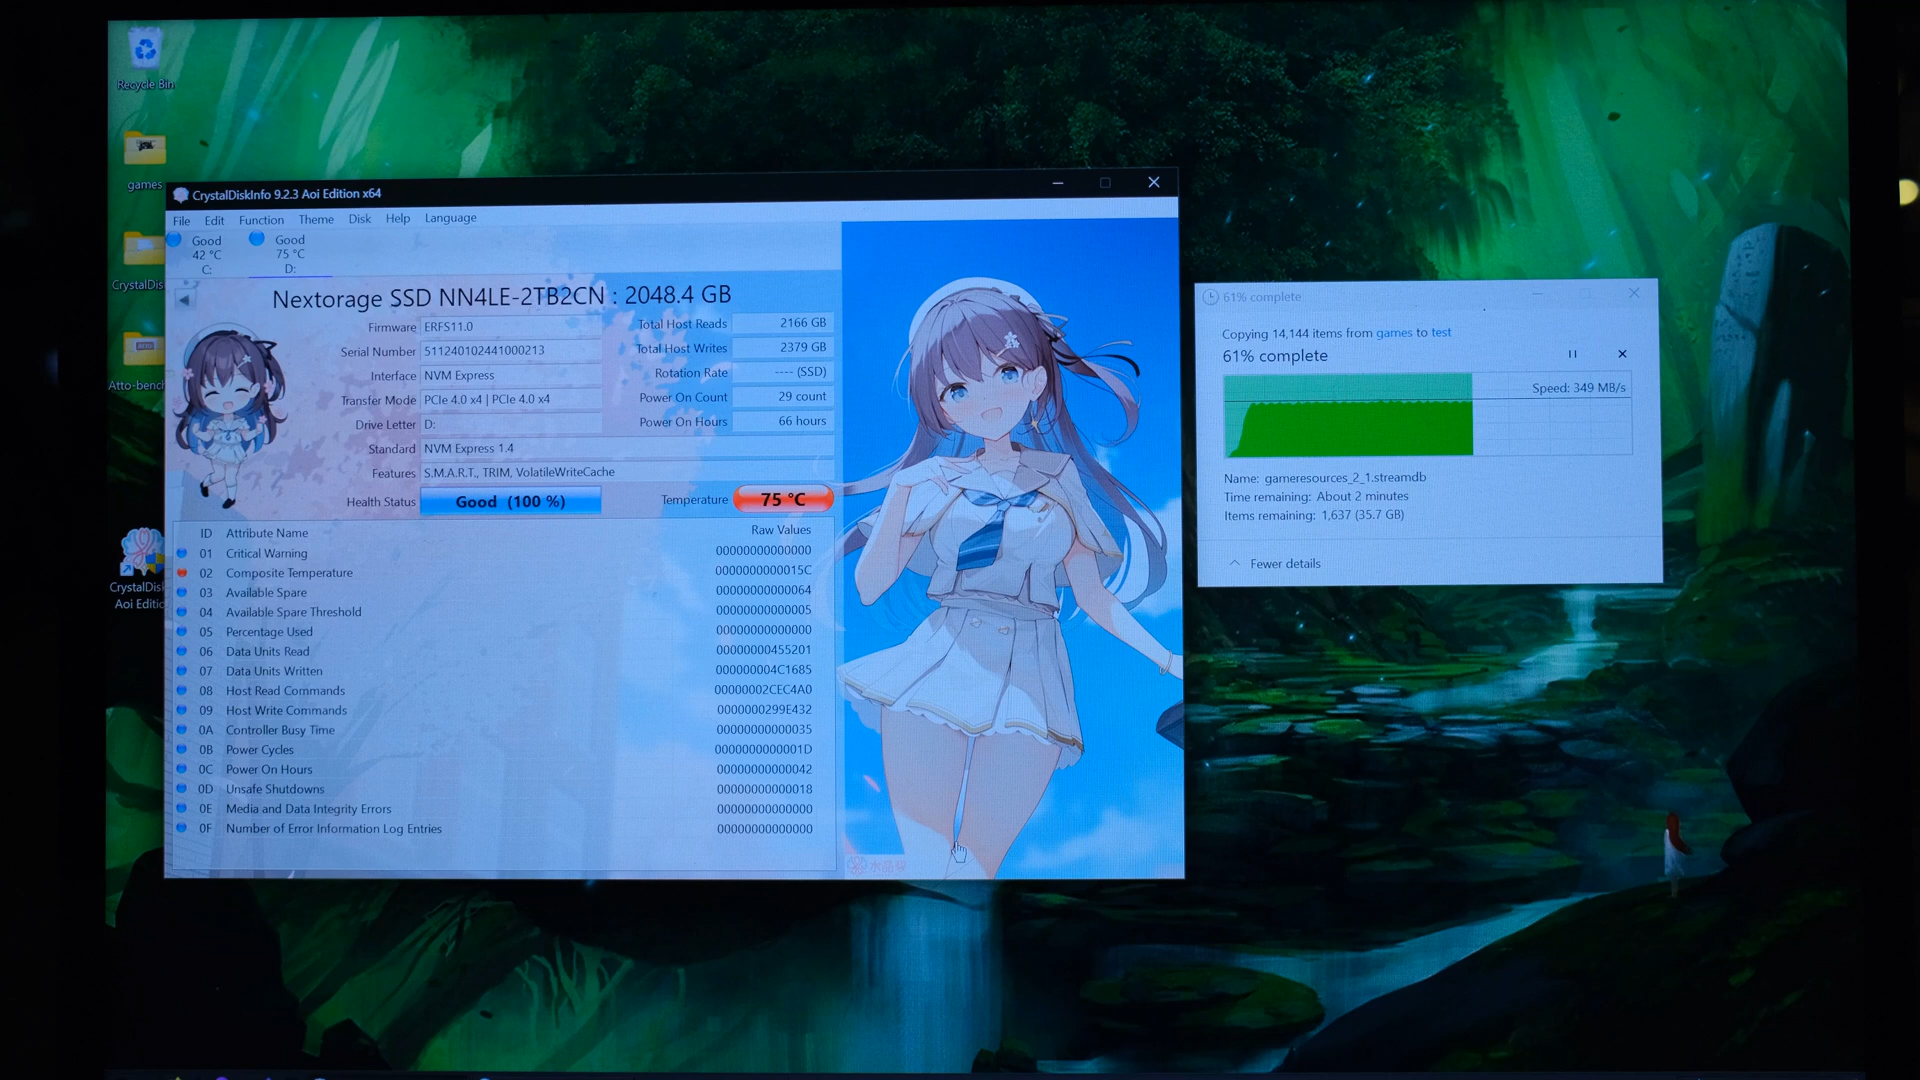 Recycle Bin
games
CrystalDis
Atto-bench
CrystalDis
Aoi Editio
CrystalDiskInfo 9.2.3 Aoi Edition x64
File Edit Function Theme Disk Help Language
Good
42 °C
C:
Good
75 °C
D:
Nextorage SSD NN4LE-2TB2CN : 2048.4 GB
Firmware ERFS11.0
Serial Number 511240102441000213
Interface NVM Express
Transfer Mode PCIe 4.0 x4 | PCIe 4.0 x4
Drive Letter D:
Standard NVM Express 1.4
Features S.M.A.R.T., TRIM, VolatileWriteCache
Total Host Reads 2166 GB
Total Host Writes 2379 GB
Rotation Rate ---- (SSD)
Power On Count 29 count
Power On Hours 66 hours
Health Status Good (100 %)
Temperature 75 °C
ID Attribute Name Raw Values
01 Critical Warning 00000000000000
02 Composite Temperature 0000000000015C
03 Available Spare 00000000000064
04 Available Spare Threshold 00000000000005
05 Percentage Used 00000000000000
06 Data Units Read 00000000455201
07 Data Units Written 000000004C1685
08 Host Read Commands 00000002CEC4A0
09 Host Write Commands 0000000299E432
0A Controller Busy Time 00000000000035
0B Power Cycles 0000000000001D
0C Power On Hours 00000000000042
0D Unsafe Shutdowns 00000000000018
0E Media and Data Integrity Errors 00000000000000
0F Number of Error Information Log Entries 00000000000000
61% complete
Copying 14,144 items from games to test
61% complete
Speed: 349 MB/s
Name: gameresources_2_1.streamdb
Time remaining: About 2 minutes
Items remaining: 1,637 (35.7 GB)
Fewer details